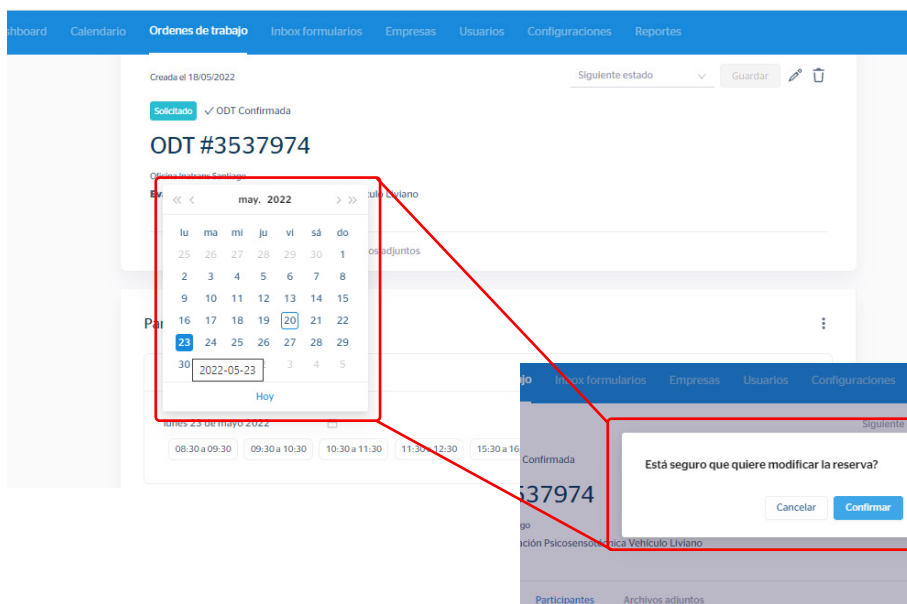 shboard Calendario Ordenes de trabajo Inbox formularios Empresas Usuarios Configuraciones Reportes
Creada el 18/05/2022 Siguiente estado Guardar
Solicitado ODT Confirmada
ODT #3537974
Oficina Inatrans Santiago
Ev ulo Liviano
may. 2022
lu ma mi ju vi sá do
25 26 27 28 29 30 1
os adjuntos
2 3 4 5 6 7 8
9 10 11 12 13 14 15
Par 16 17 18 19 20 21 22
23 24 25 26 27 28 29
30 2 3 4 5
2022-05-23
Hoy
lunes 23 de mayo 2022
08:30 a 09:30 09:30 a 10:30 10:30 a 11:30 11:30 a 12:30 15:30 a 16
jo Inbox formularios Empresas Usuarios Configuraciones
Siguiente
Confirmada
Está seguro que quiere modificar la reserva?
537974
Cancelar Confirmar
go
ación Psicosensotécnica Vehículo Liviano
Participantes Archivos adjuntos